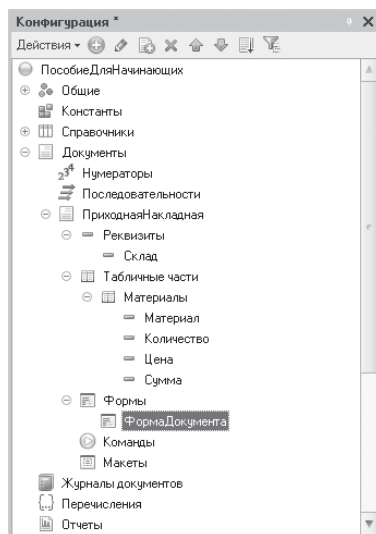 Конфигурация *
Действия
ПособиеДляНачинающих
Общие
Константы
Справочники
Документы
Нумераторы
Последовательности
ПриходнаяНакладная
Реквизиты
Склад
Табличные части
Материалы
Материал
Количество
Цена
Сумма
Формы
ФормаДокумента
Команды
Макеты
Журналы документов
Перечисления
Отчеты